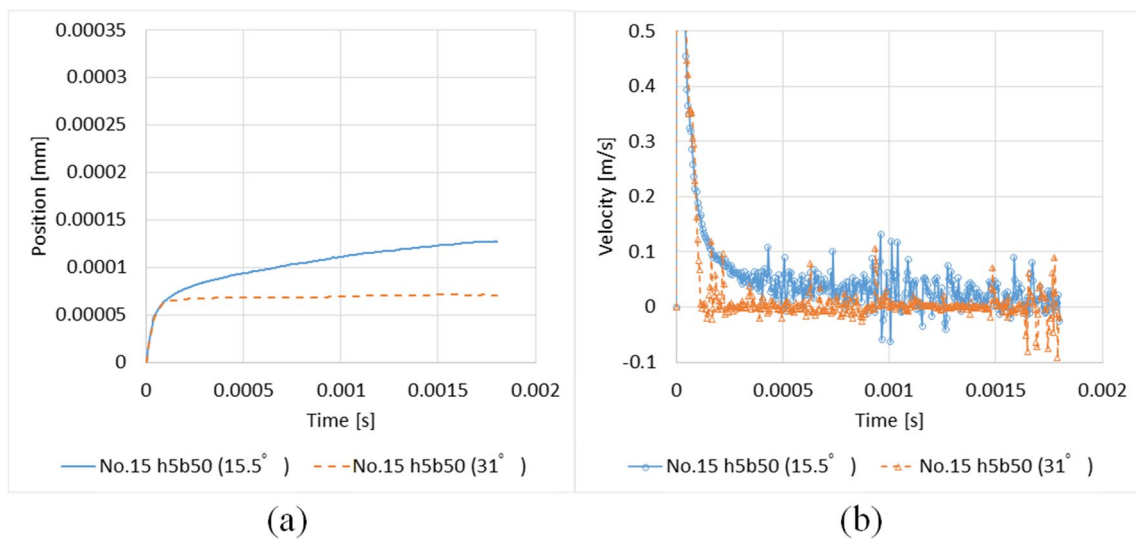 0.00035
0.0003
0.00025
0.0002
0.00015
0.0001
0.00005
0
Position [mm]
0 0.0005 0.001 0.0015 0.002
Time [s]
No.15 h5b50 (15.5° ) No.15 h5b50 (31° )
(a)
0.5
0.4
0.3
0.2
0.1
0
-0.1
Velocity [m/s]
0 0.0005 0.001 0.0015 0.002
Time [s]
No.15 h5b50 (15.5° ) No.15 h5b50 (31° )
(b)